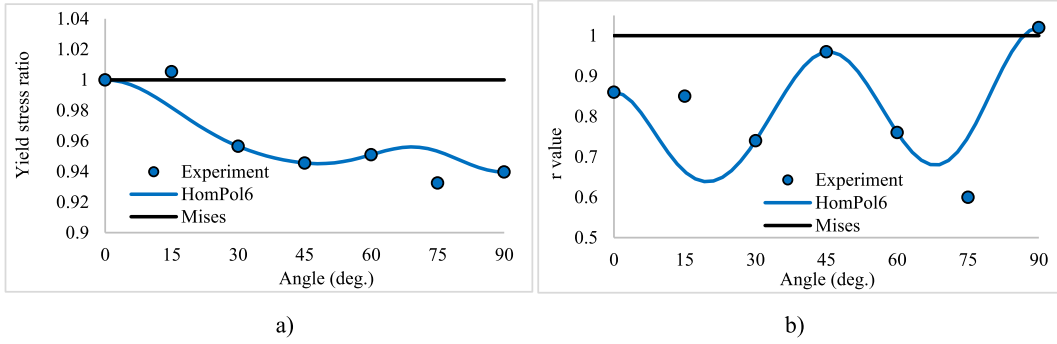 1.04
1.02
1
0.98
0.96
0.94
0.92
0.9
Yield stress ratio
Experiment
HomPol6
Mises
0 15 30 45 60 75 90
Angle (deg.)
a)
1
0.9
0.8
0.7
0.6
0.5
r value
Experiment
HomPol6
Mises
0 15 30 45 60 75 90
Angle (deg.)
b)